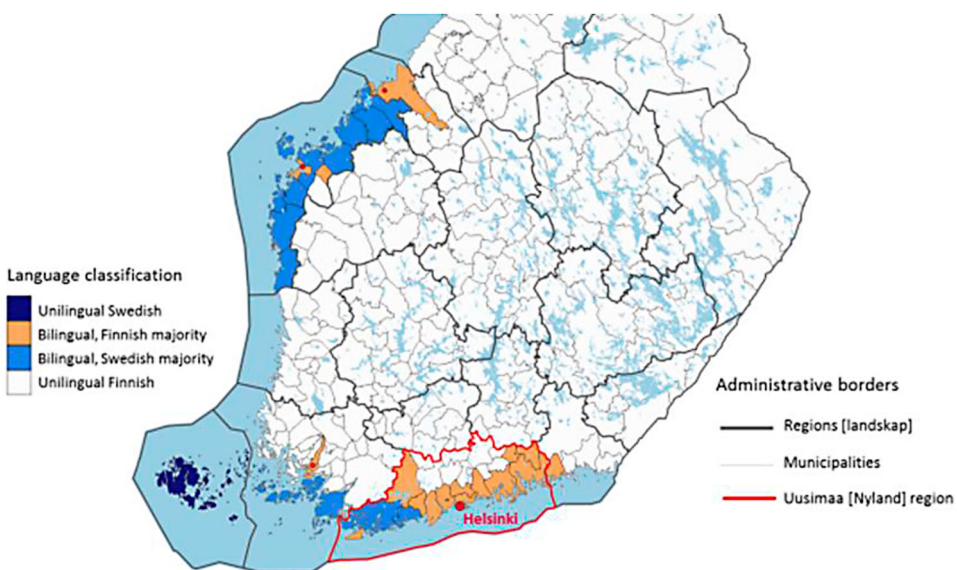 Language classification
Unilingual Swedish
Bilingual, Finnish majority
Bilingual, Swedish majority
Unilingual Finnish
Administrative borders
Regions [landskap]
Municipalities
Uusimaa [Nyland] region
Helsinki